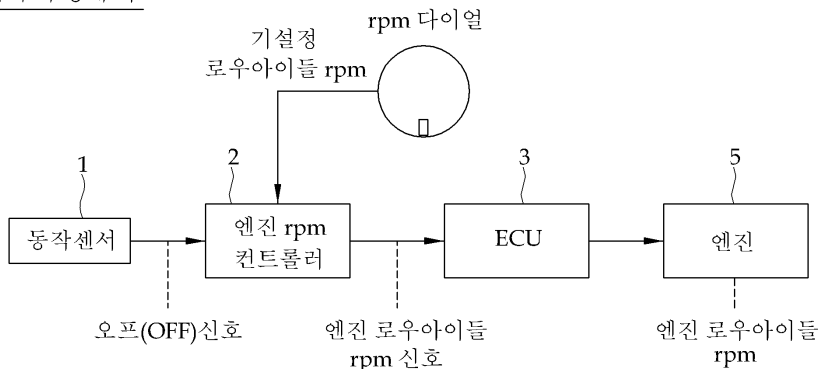 rpm 다이얼
기설정
로우아이들 rpm
1
2
3
5
동작센서
엔진 rpm
컨트롤러
ECU
엔진
오프(OFF)신호
엔진 로우아이들
rpm 신호
엔진 로우아이들
rpm